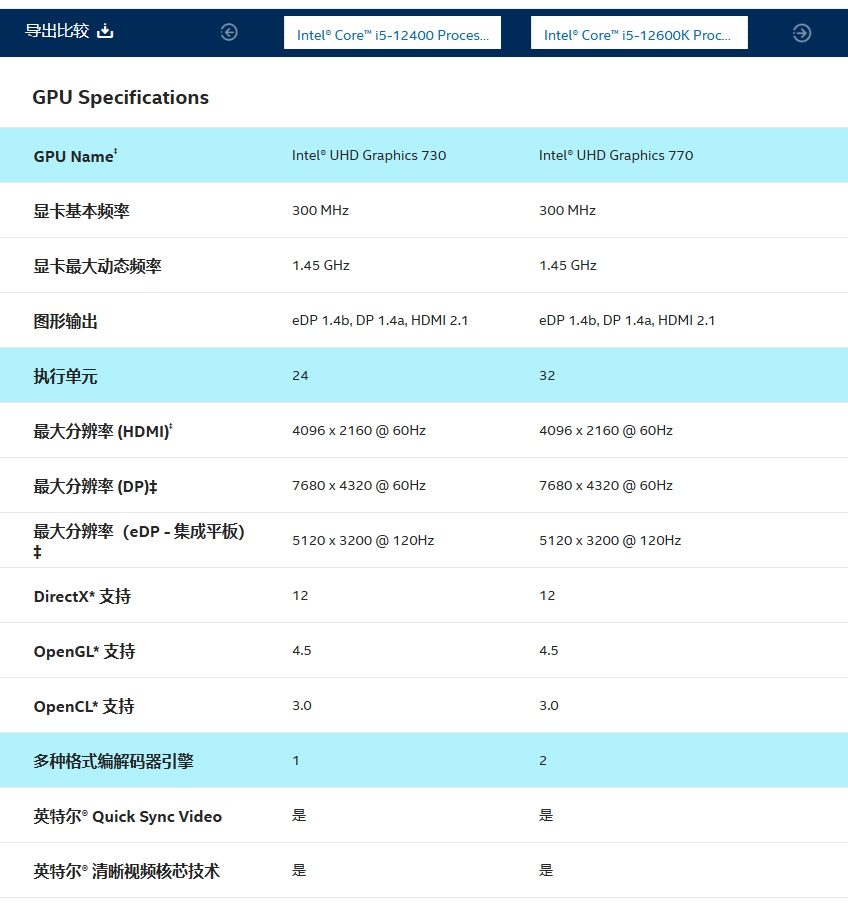 导出比较
Intel® Core™ i5-12400 Proces...
Intel® Core™ i5-12600K Proc...
GPU Specifications
GPU Name‡ Intel® UHD Graphics 730 Intel® UHD Graphics 770
显卡基本频率 300 MHz 300 MHz
显卡最大动态频率 1.45 GHz 1.45 GHz
图形输出 eDP 1.4b, DP 1.4a, HDMI 2.1 eDP 1.4b, DP 1.4a, HDMI 2.1
执行单元 24 32
最大分辨率 (HDMI)‡ 4096 x 2160 @ 60Hz 4096 x 2160 @ 60Hz
最大分辨率 (DP)‡ 7680 x 4320 @ 60Hz 7680 x 4320 @ 60Hz
最大分辨率（eDP - 集成平板）
‡ 5120 x 3200 @ 120Hz 5120 x 3200 @ 120Hz
DirectX* 支持 12 12
OpenGL* 支持 4.5 4.5
OpenCL* 支持 3.0 3.0
多种格式编解码器引擎 1 2
英特尔® Quick Sync Video 是 是
英特尔® 清晰视频核芯技术 是 是